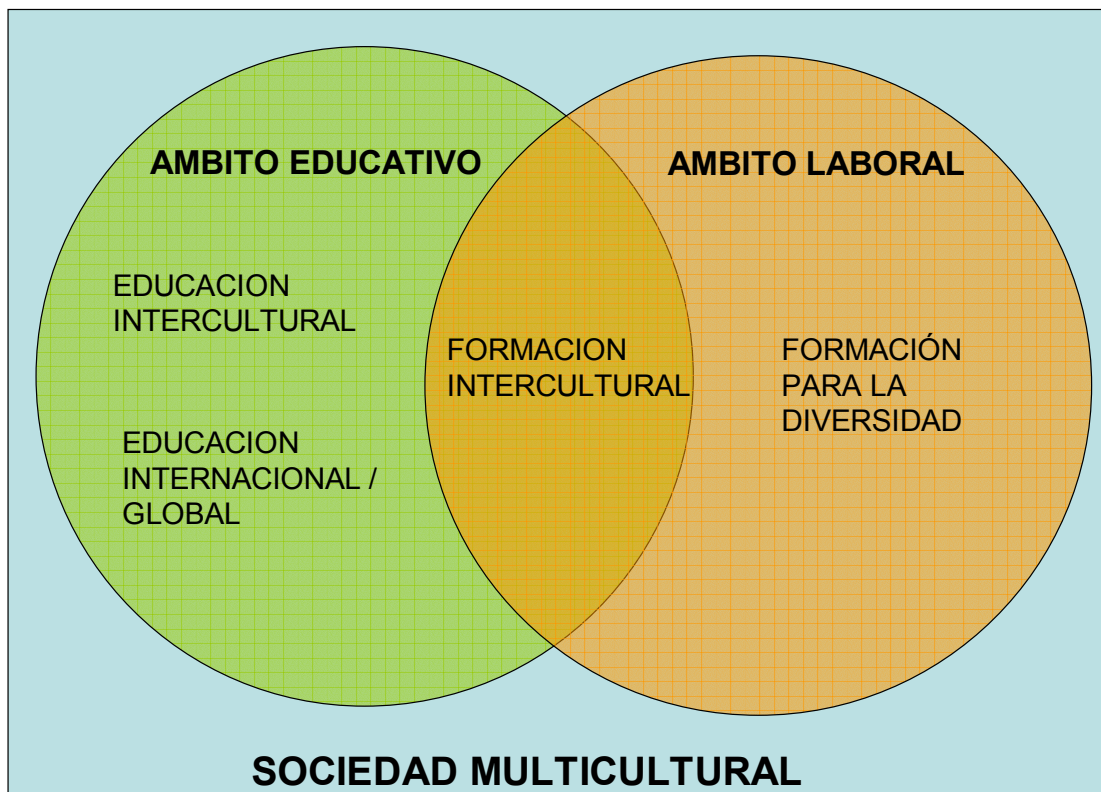 AMBITO EDUCATIVO
EDUCACION
INTERCULTURAL
EDUCACION
INTERNACIONAL /
GLOBAL
FORMACION
INTERCULTURAL
AMBITO LABORAL
FORMACIÓN
PARA LA
DIVERSIDAD
SOCIEDAD MULTICULTURAL